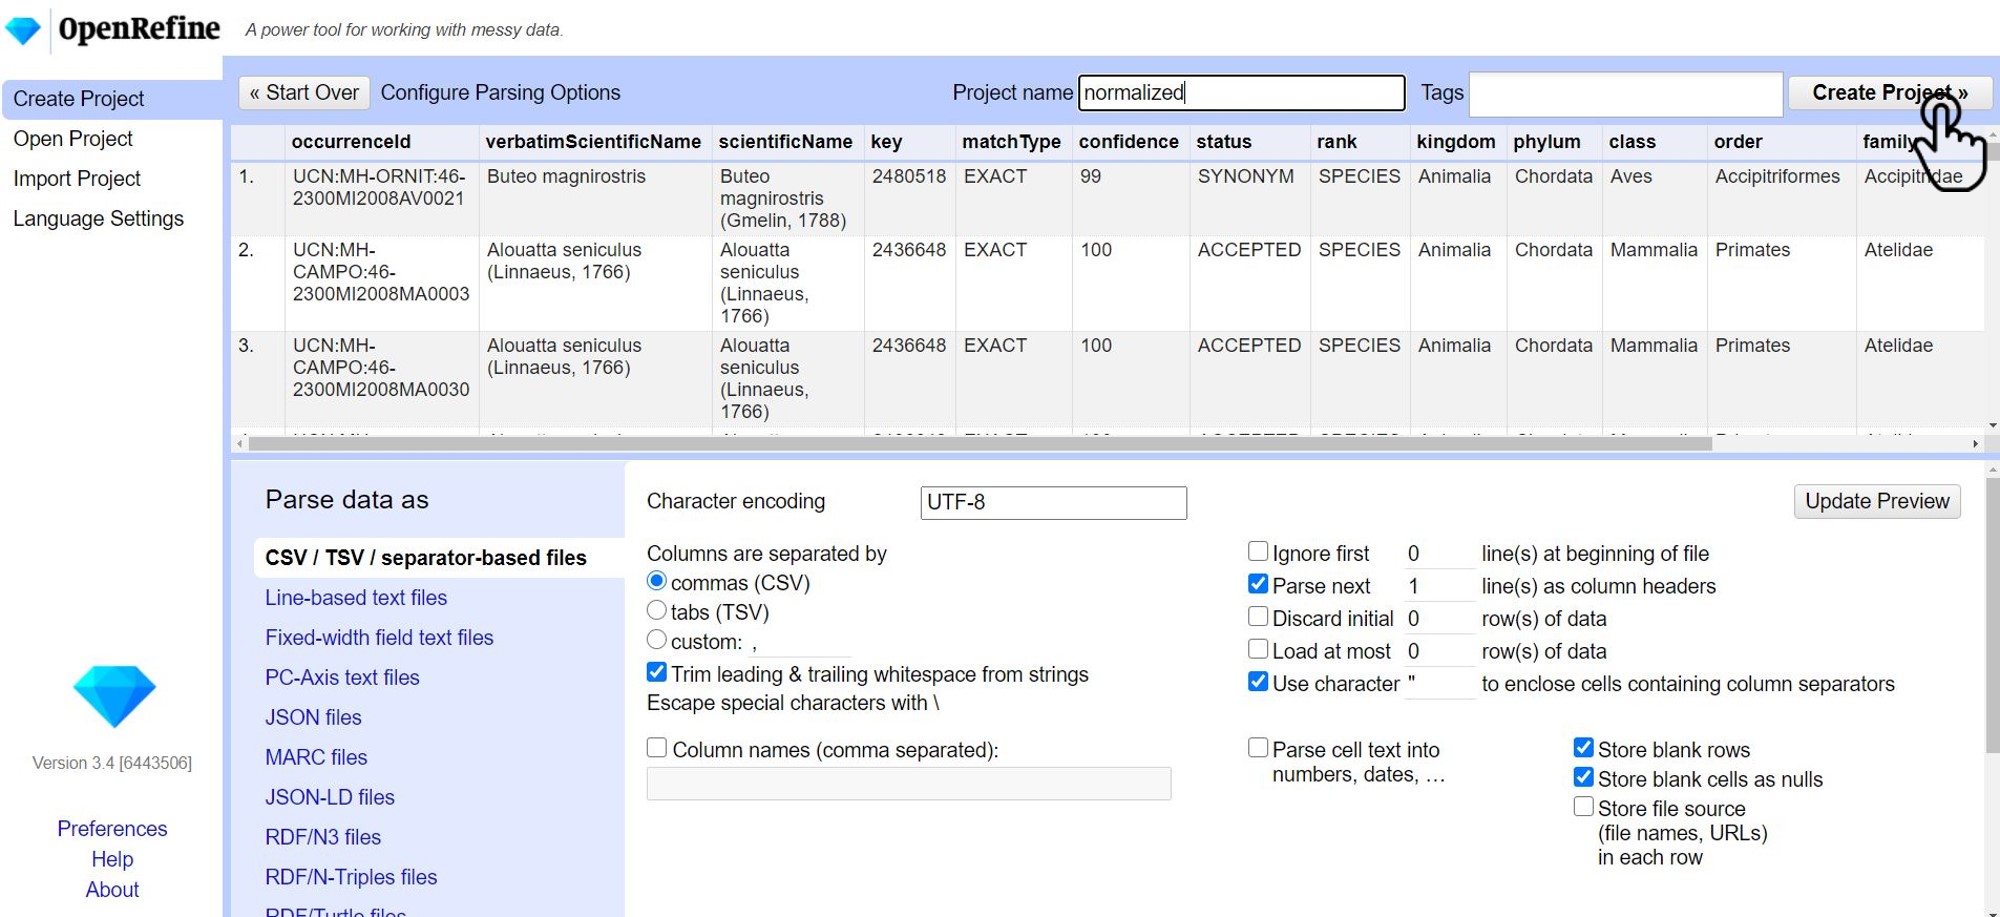 OpenRefine A power tool for working with messy data.
Create Project
Open Project
Import Project
Language Settings
« Start Over Configure Parsing Options Project name normalized Tags Create Project »
occurrenceId verbatimScientificName scientificName key matchType confidence status rank kingdom phylum class order family
1. UCN:MH-ORNIT:46- Buteo magnirostris Buteo 2480518 EXACT 99 SYNONYM SPECIES Animalia Chordata Aves Accipitriformes Accipitridae
2300MI2008AV0021 magnirostris
(Gmelin, 1788)
2. UCN:MH- Alouatta seniculus Alouatta 2436648 EXACT 100 ACCEPTED SPECIES Animalia Chordata Mammalia Primates Atelidae
CAMPO:46- (Linnaeus, 1766) seniculus
2300MI2008MA0003 (Linnaeus,
1766)
3. UCN:MH- Alouatta seniculus Alouatta 2436648 EXACT 100 ACCEPTED SPECIES Animalia Chordata Mammalia Primates Atelidae
CAMPO:46- (Linnaeus, 1766) seniculus
2300MI2008MA0030 (Linnaeus,
1766)
Parse data as
CSV / TSV / separator-based files
Line-based text files
Fixed-width field text files
PC-Axis text files
JSON files
MARC files
JSON-LD files
RDF/N3 files
RDF/N-Triples files
RDF/Turtle files
Character encoding UTF-8 Update Preview
Columns are separated by
commas (CSV)
tabs (TSV)
custom: ,
Trim leading & trailing whitespace from strings
Escape special characters with \
Column names (comma separated):
Ignore first 0 line(s) at beginning of file
Parse next 1 line(s) as column headers
Discard initial 0 row(s) of data
Load at most 0 row(s) of data
Use character " to enclose cells containing column separators
Parse cell text into
numbers, dates, ...
Store blank rows
Store blank cells as nulls
Store file source
(file names, URLs)
in each row
Version 3.4 [6443506]
Preferences
Help
About